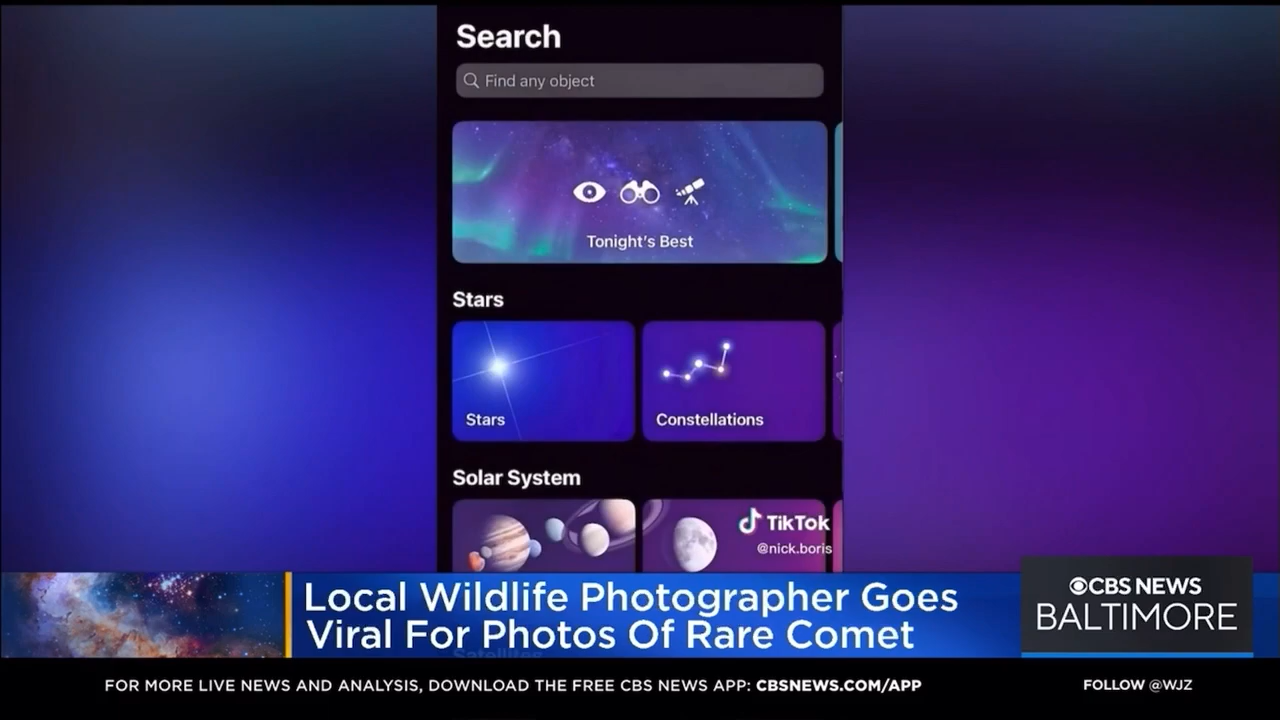 Search
Find any object
Tonight's Best
Stars
Stars
Constellations
Solar System
TikTok
@nick.boris
Local Wildlife Photographer Goes
Viral For Photos Of Rare Comet
CBS NEWS
BALTIMORE
Satellites
FOR MORE LIVE NEWS AND ANALYSIS, DOWNLOAD THE FREE CBS NEWS APP: CBSNEWS.COM/APP
FOLLOW @WJZ